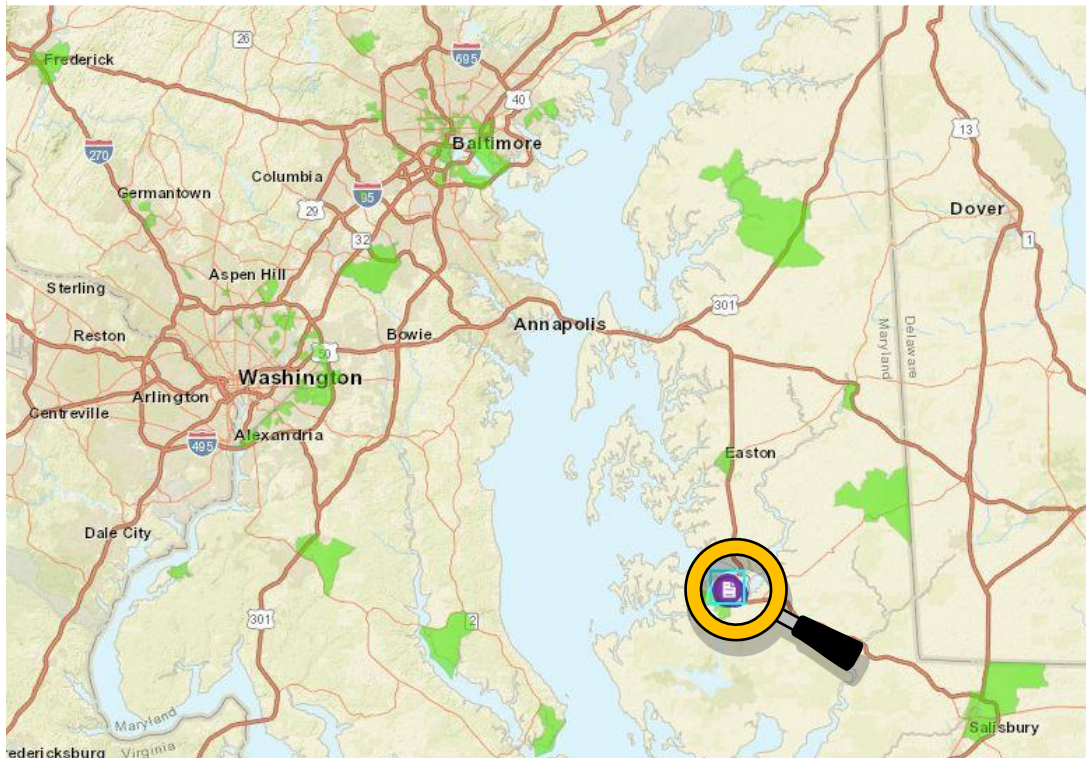 26
Frederick
695
40
Baltimore
13
270
Columbia
Germantown
95
29
Dover
32
1
Aspen Hill
Sterling
301
Annapolis
Reston
Bowie
50
Maryland
Delaware
Washington
Arlington
Centreville
Alexandria
495
Easton
Dale City
301
2
Maryland
Virginia
Salisbury
edericksburg